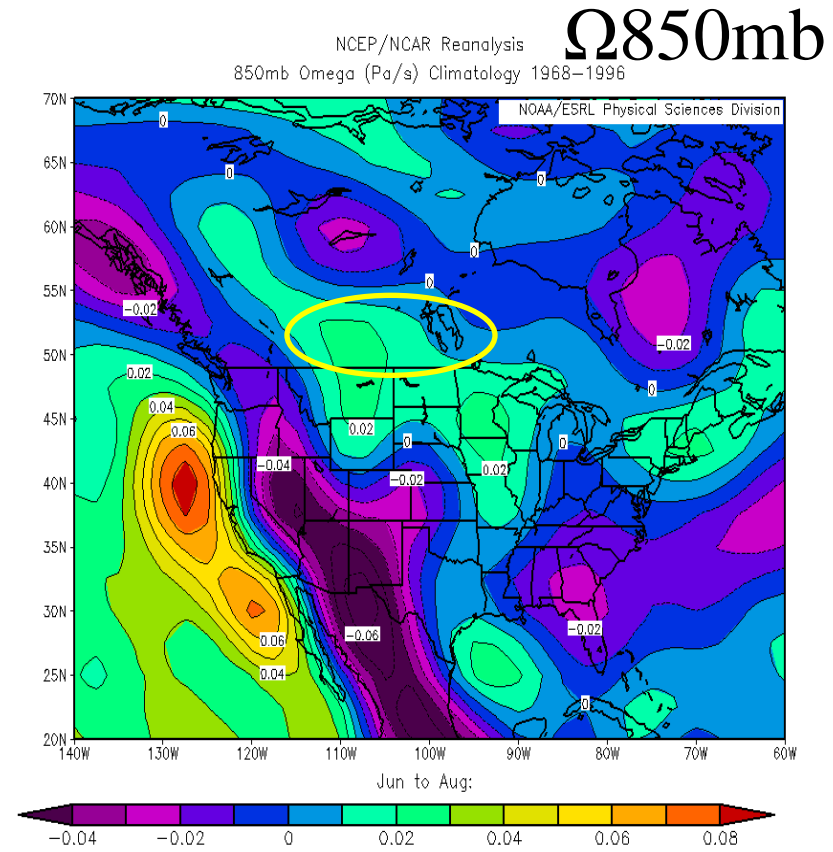 Ω850mb
NCEP/NCAR Reanalysis
850mb Omega (Pa/s) Climatology 1968-1996
NOAA/ESRL Physical Sciences Division
70N
0
65N
0
0
60N
0
55N
0
-0.02
50N
-0.02
0.02
0
45N
0.04
0.06
0.02
0
0
-0.04
0.02
40N
-0.02
35N
30N
-0.06
-0.02
0.06
25N
0.04
0
20N
140W 130W 120W 110W 100W 90W 80W 70W 60W
Jun to Aug:
-0.04 -0.02 0 0.02 0.04 0.06 0.08